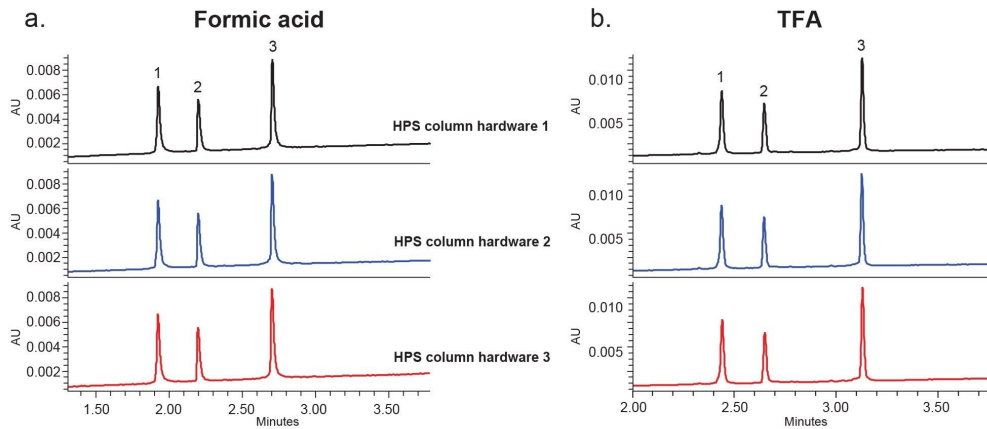 a.
Formic acid
0.008
0.006
0.004
0.002
AU
1
2
3
HPS column hardware 1
0.008
0.006
0.004
0.002
AU
HPS column hardware 2
0.008
0.006
0.004
0.002
AU
HPS column hardware 3
1.50
2.00
2.50
3.00
3.50
Minutes
b.
TFA
0.010
0.005
AU
1
2
3
0.010
0.005
AU
0.010
0.005
AU
2.00
2.50
3.00
3.50
Minutes